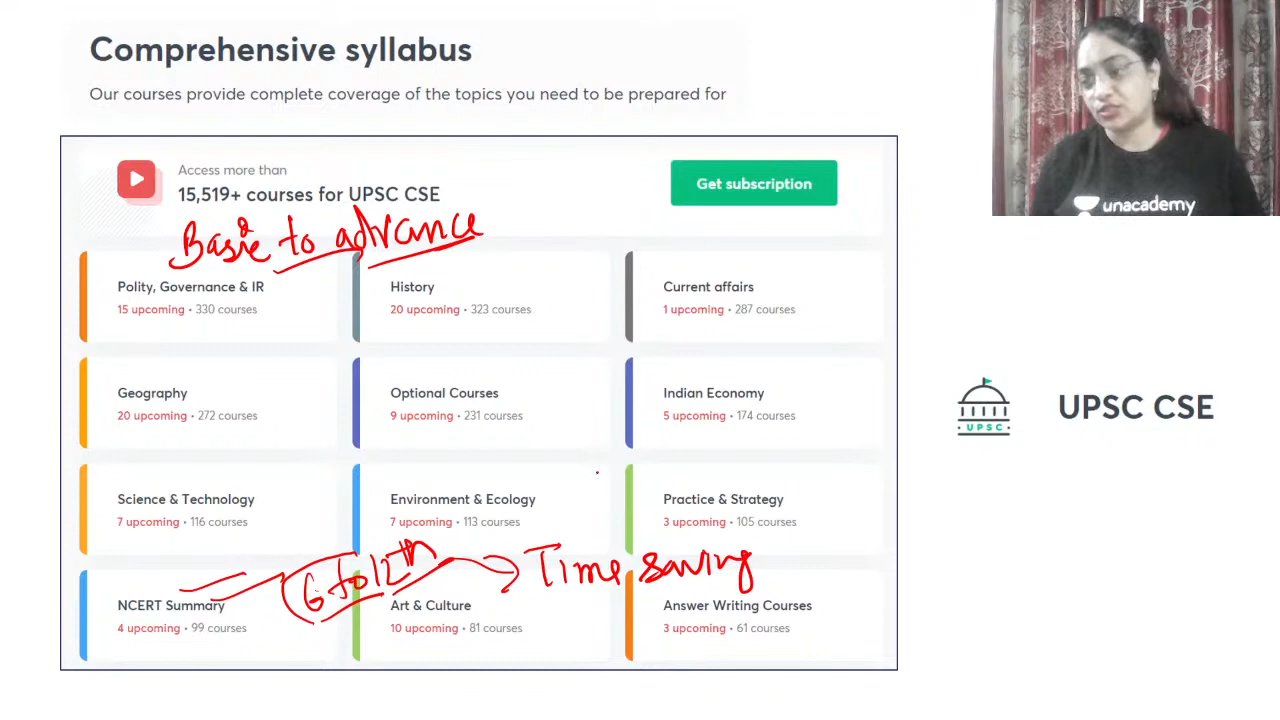 Comprehensive syllabus
Our courses provide complete coverage of the topics you need to be prepared for
unacademy
Access more than
15,519+ courses for UPSC CSE
Get subscription
Basic to advance
Polity, Governance & IR
15 upcoming • 330 courses
History
20 upcoming • 323 courses
Current affairs
1 upcoming • 287 courses
Geography
20 upcoming • 272 courses
Optional Courses
9 upcoming • 231 courses
Indian Economy
5 upcoming • 174 courses
UPSC
UPSC CSE
Science & Technology
7 upcoming • 116 courses
Environment & Ecology
7 upcoming • 113 courses
Practice & Strategy
3 upcoming • 105 courses
6 to 12th
Time saving
NCERT Summary
4 upcoming • 99 courses
Art & Culture
10 upcoming • 81 courses
Answer Writing Courses
3 upcoming • 61 courses